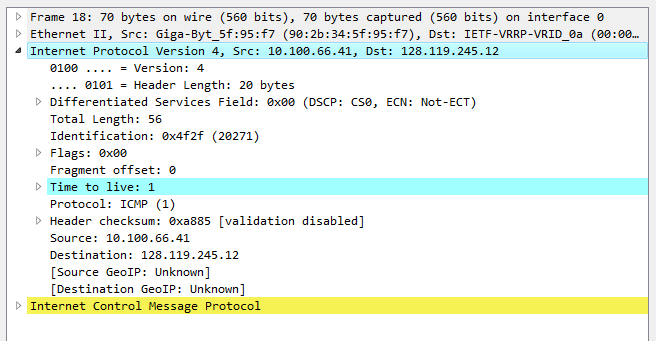 Frame 18: 70 bytes on wire (560 bits), 70 bytes captured (560 bits) on interface 0
Ethernet II, Src: Giga-Byt_5f:95:f7 (90:2b:34:5f:95:f7), Dst: IETF-VRRP-VRID_0a (00:00…
Internet Protocol Version 4, Src: 10.100.66.41, Dst: 128.119.245.12
0100 .... = Version: 4
.... 0101 = Header Length: 20 bytes
Differentiated Services Field: 0x00 (DSCP: CS0, ECN: Not-ECT)
Total Length: 56
Identification: 0x4f2f (20271)
Flags: 0x00
Fragment offset: 0
Time to live: 1
Protocol: ICMP (1)
Header checksum: 0xa885 [validation disabled]
Source: 10.100.66.41
Destination: 128.119.245.12
[Source GeoIP: Unknown]
[Destination GeoIP: Unknown]
Internet Control Message Protocol